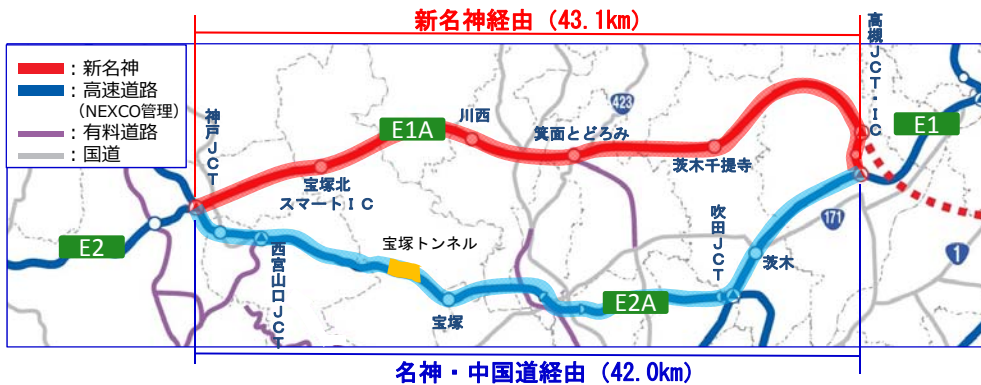 新名神経由（43.1km）
：新名神
：高速道路
(NEXCO管理)
：有料道路
：国道
神戸JCT
E1A
川西
箕面とどろみ
423
高槻JCT・IC
E1
宝塚北
スマートIC
茨木千提寺
E2
西宮山口JCT
宝塚トンネル
宝塚
E2A
吹田JCT
茨木
171
1
名神・中国道経由（42.0km）